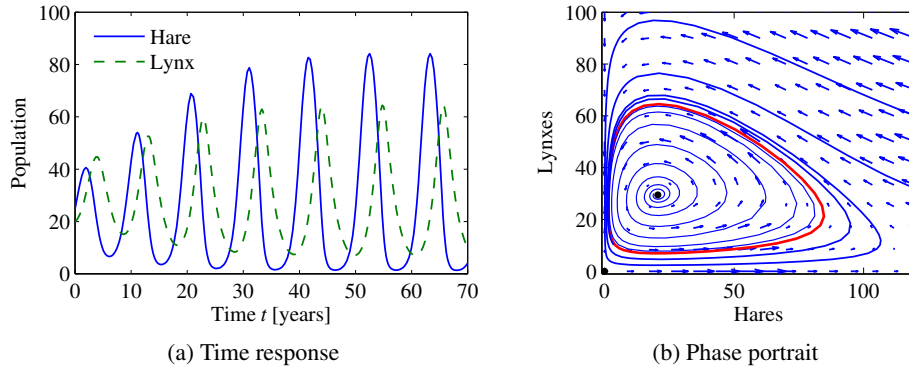 100
80
60
40
20
0
Population
Hare
Lynx
0 10 20 30 40 50 60 70
Time t [years]
(a) Time response
100
80
60
40
20
0
Lynxes
0 50 100
Hares
(b) Phase portrait